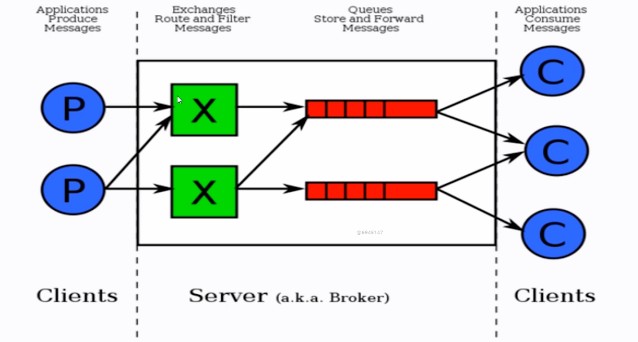 Applications
Produce
Messages
Exchanges
Route and Filter
Messages
Queues
Store and Forward
Messages
Applications
Consume
Messages
P
X
C
P
X
C
C
Clients
Server (a.k.a. Broker)
Clients